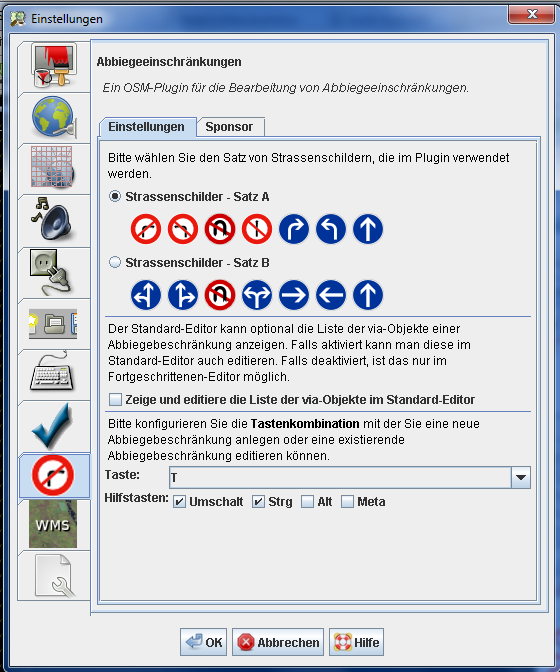 Einstellungen
Abbiegeeinschränkungen
Ein OSM-Plugin für die Bearbeitung von Abbiegeeinschränkungen.
Einstellungen Sponsor
Bitte wählen Sie den Satz von Strassenschildern, die im Plugin verwendet
werden.
Strassenschilder - Satz A
Strassenschilder - Satz B
Der Standard-Editor kann optional die Liste der via-Objekte einer
Abbiegebeschränkung anzeigen. Falls aktiviert kann man diese im
Standard-Editor auch editieren. Falls deaktiviert, ist das nur im
Fortgeschrittenen-Editor möglich.
Zeige und editiere die Liste der via-Objekte im Standard-Editor
Bitte konfigurieren Sie die Tastenkombination mit der Sie eine neue
Abbiegebeschränkung anlegen oder eine existierende
Abbiegebeschränkung editieren können.
Taste: T
Hilfstasten: Umschalt Strg Alt Meta
WMS
OK Abbrechen Hilfe